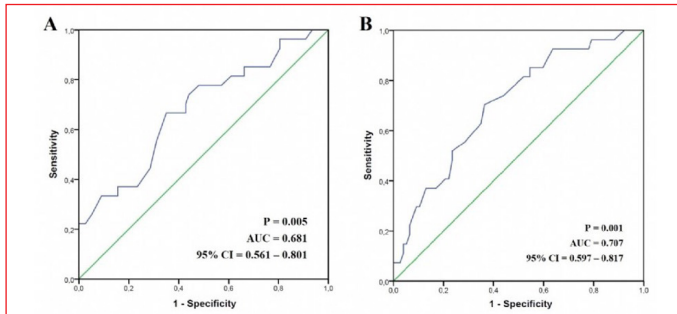 A
1,0
0,8
0,6
0,4
0,2
0,0
Sensitivity
0,0 0,2 0,4 0,6 0,8 1,0
1 - Specificity
P = 0.005
AUC = 0.681
95% CI = 0.561 – 0.801
B
1,0
0,8
0,6
0,4
0,2
0,0
Sensitivity
0,0 0,2 0,4 0,6 0,8 1,0
1 - Specificity
P = 0.001
AUC = 0.707
95% CI = 0.597 – 0.817